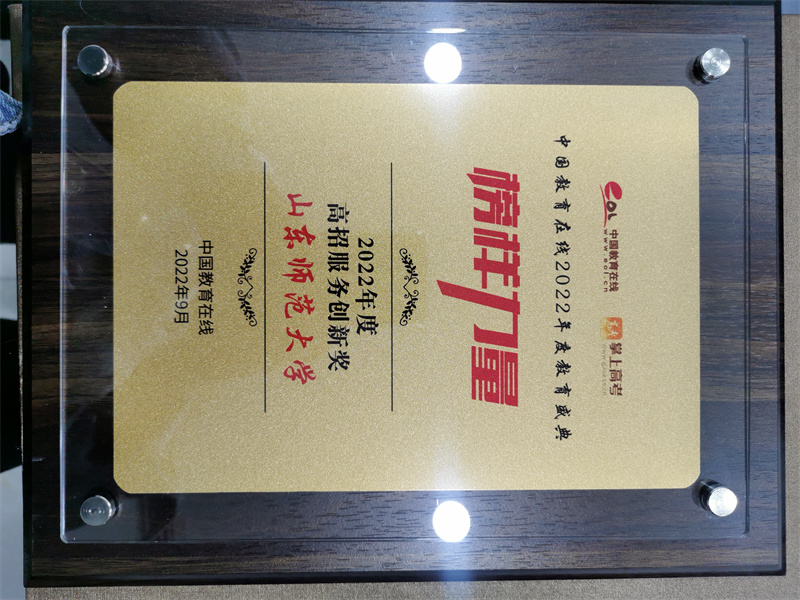 eol 中国教育在线
www.eol.cn
掌上高考
中国教育在线2022年度教育盛典
榜样力量
2022年度
高招服务创新奖
山东师范大学
中国教育在线
2022年9月